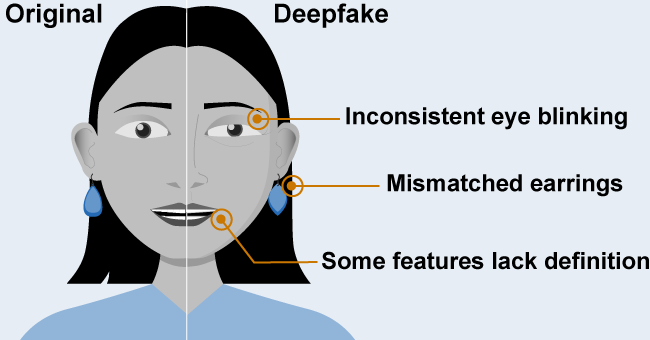 Original
Deepfake
Inconsistent eye blinking
Mismatched earrings
Some features lack definition